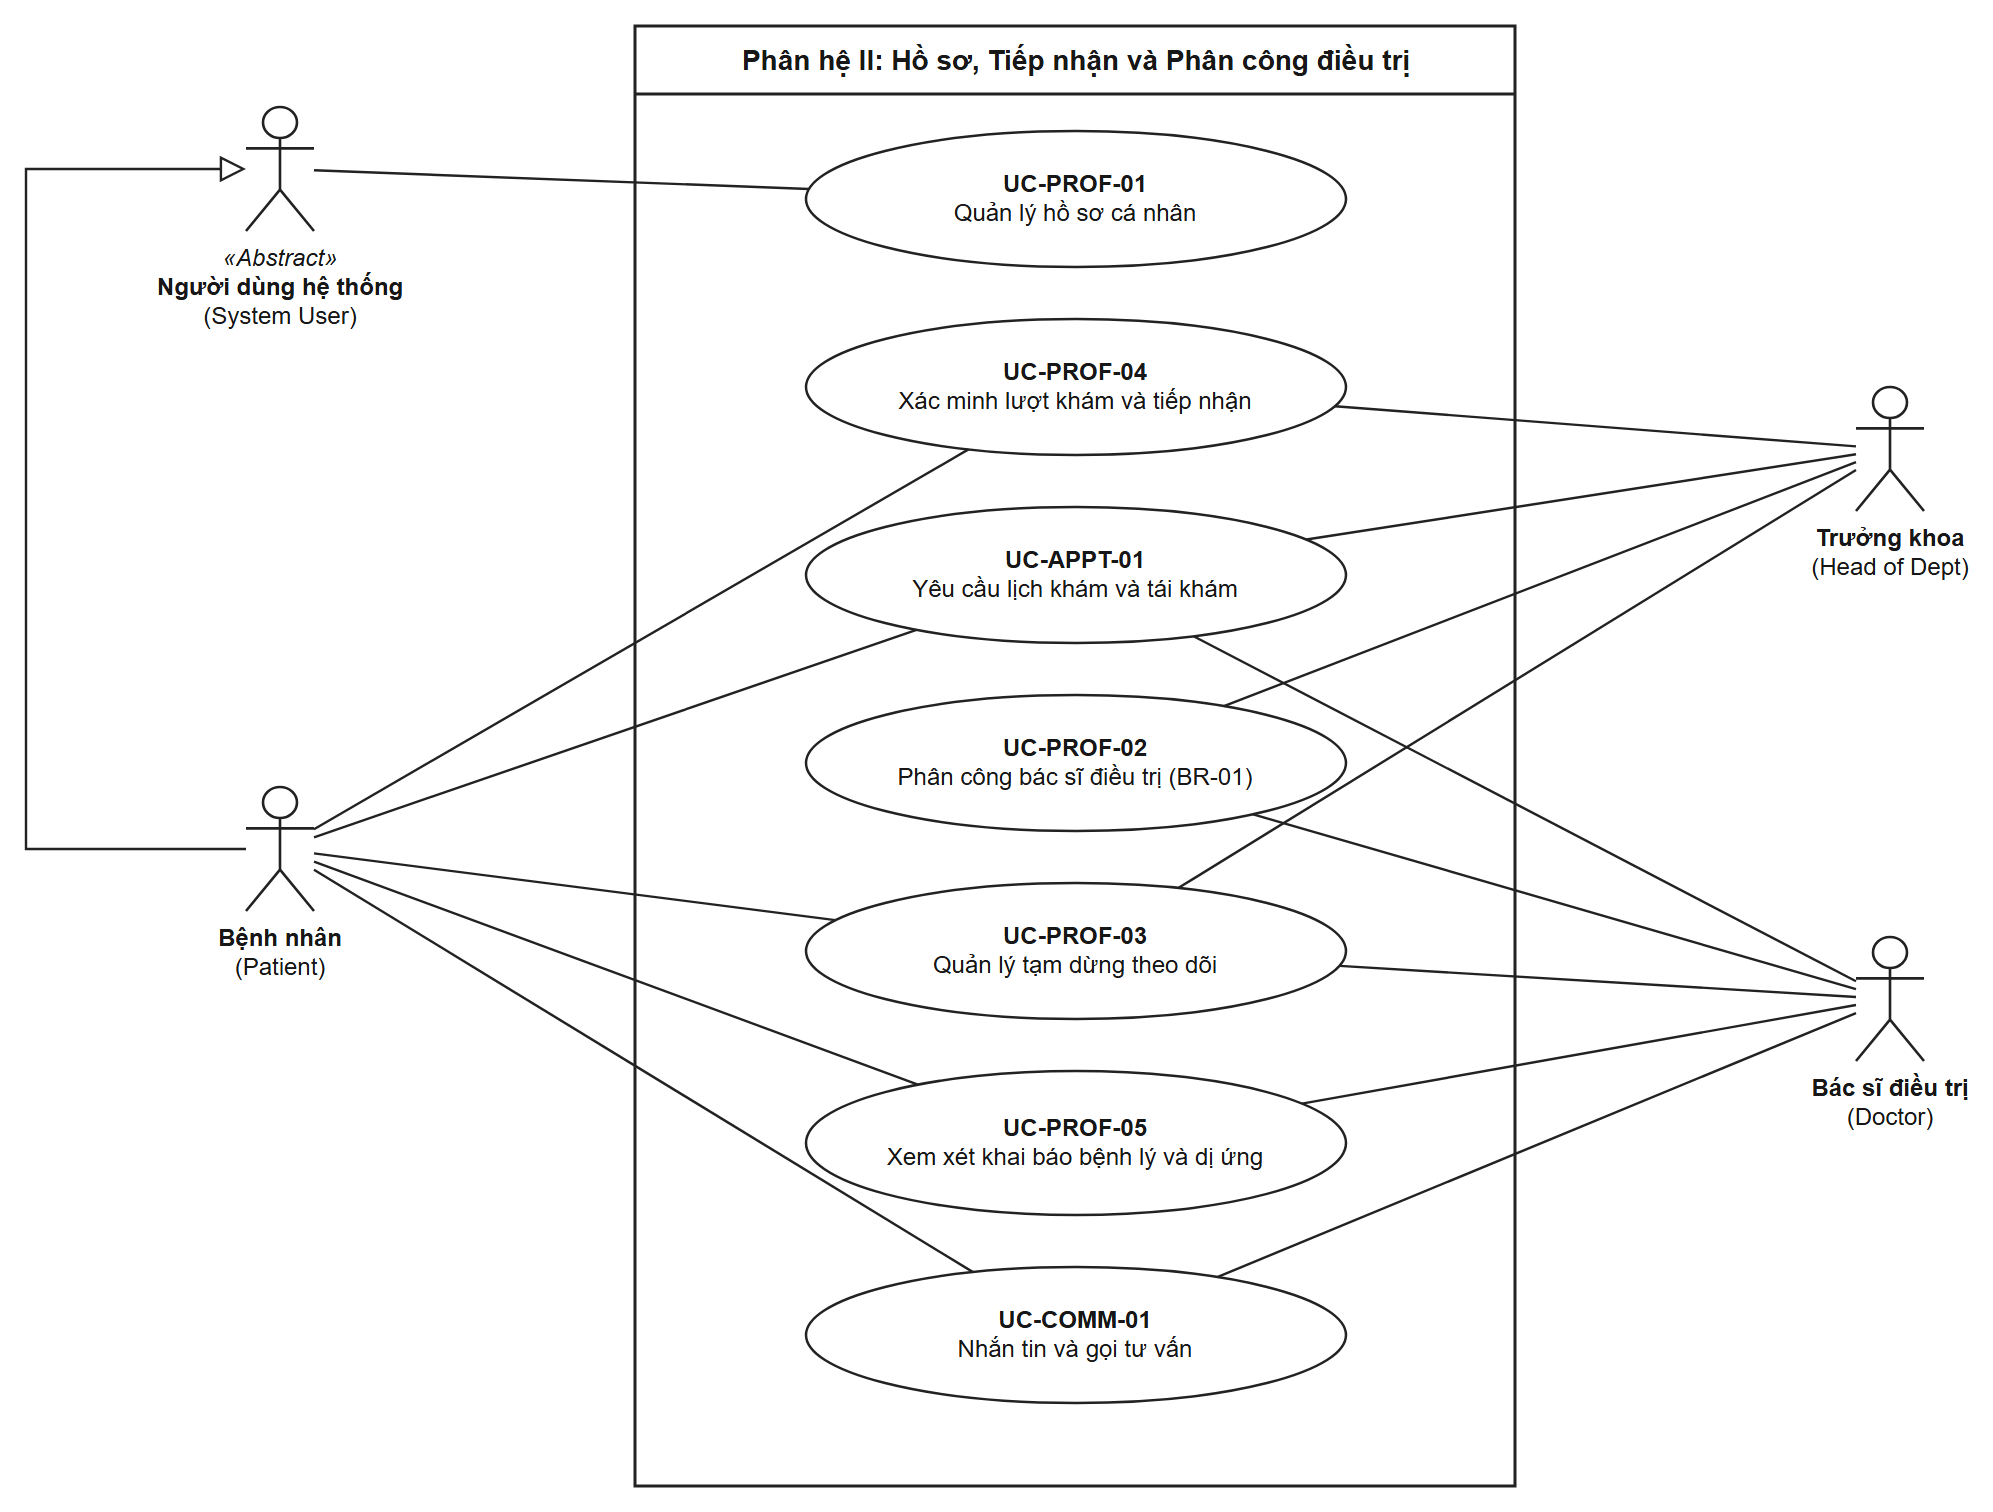 Phân hệ II: Hồ sơ, Tiếp nhận và Phân công điều trị
«Abstract»
Người dùng hệ thống
(System User)
UC-PROF-01
Quản lý hồ sơ cá nhân
UC-PROF-04
Xác minh lượt khám và tiếp nhận
Trưởng khoa
(Head of Dept)
UC-APPT-01
Yêu cầu lịch khám và tái khám
UC-PROF-02
Phân công bác sĩ điều trị (BR-01)
Bệnh nhân
(Patient)
UC-PROF-03
Quản lý tạm dừng theo dõi
Bác sĩ điều trị
(Doctor)
UC-PROF-05
Xem xét khai báo bệnh lý và dị ứng
UC-COMM-01
Nhắn tin và gọi tư vấn